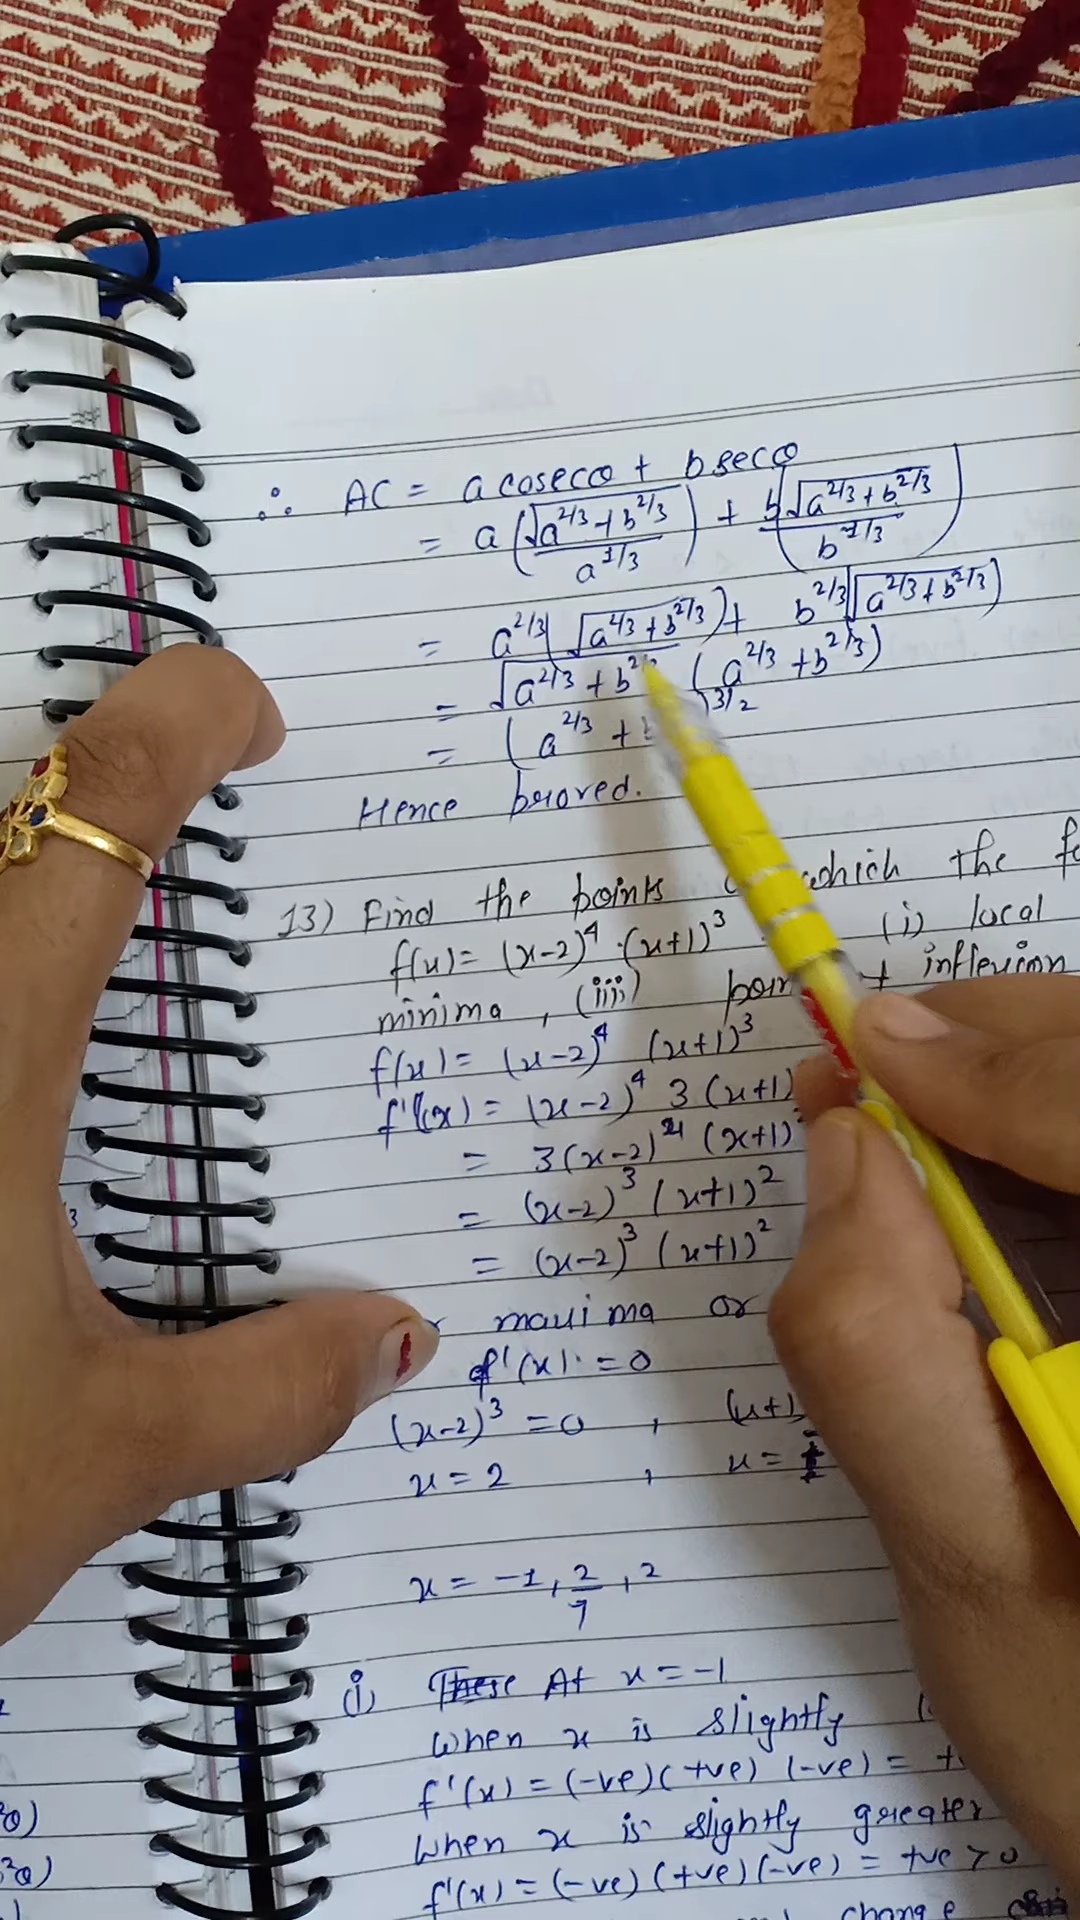 ∴ AC = a cosecθ + b secθ
= a (√(a^2/3 + b^2/3) / a^1/3) + b(√(a^2/3 + b^2/3) / b^1/3)
= a^2/3 (√(a^2/3 + b^2/3)) + b^2/3 (√(a^2/3 + b^2/3))
= √(a^2/3 + b^2/3) (a^2/3 + b^2/3)
= (a^2/3 + )^3/2
Hence proved.
13) Find the points which the
f(x) = (x-2)^4 . (x+1)^3 (i) local
minima, (iii) inflexion
f(x) = (x-2)^4 (x+1)^3
f'(x) = (x-2)^4 3 (x+1)
= 3(x-2)^4 (x+1)
= (x-2)^3 (x+1)^2
= (x-2)^3 (x+1)^2
maxima or
f'(x) = 0
(x-2)^3 = 0 , (x+1)
x = 2 , x =
x = -1, 2/7, 2
(i) At x = -1
When x is slightly
f'(x) = (-ve) (+ve) (-ve) = +
When x is slightly greater
f'(x) = (-ve) (+ve) (-ve) = +ve > 0
change